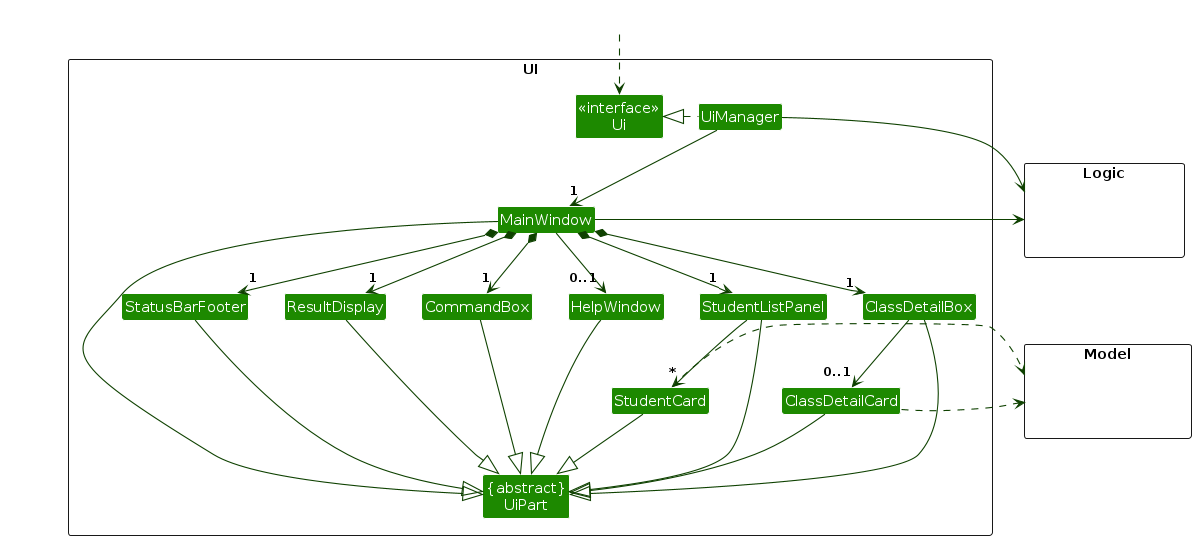 UI
«interface»
Ui
UiManager
Logic
1
MainWindow
1
1
1
0..1
1
1
StatusBarFooter
ResultDisplay
CommandBox
HelpWindow
StudentListPanel
ClassDetailBox
Model
*
0..1
StudentCard
ClassDetailCard
{abstract}
UiPart